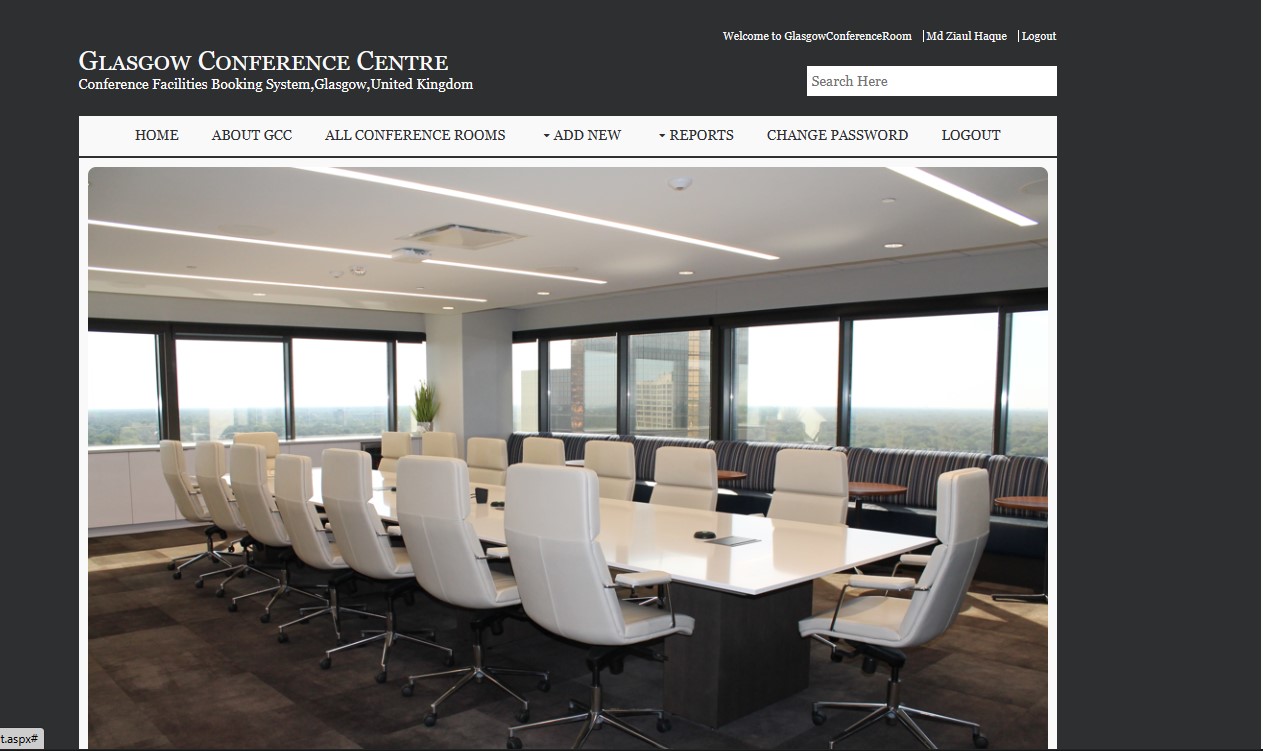 Welcome to GlasgowConferenceRoom | Md Ziaul Haque | Logout
Glasgow Conference Centre
Conference Facilities Booking System,Glasgow,United Kingdom
Search Here
HOME ABOUT GCC ALL CONFERENCE ROOMS ADD NEW REPORTS CHANGE PASSWORD LOGOUT
t.aspx#